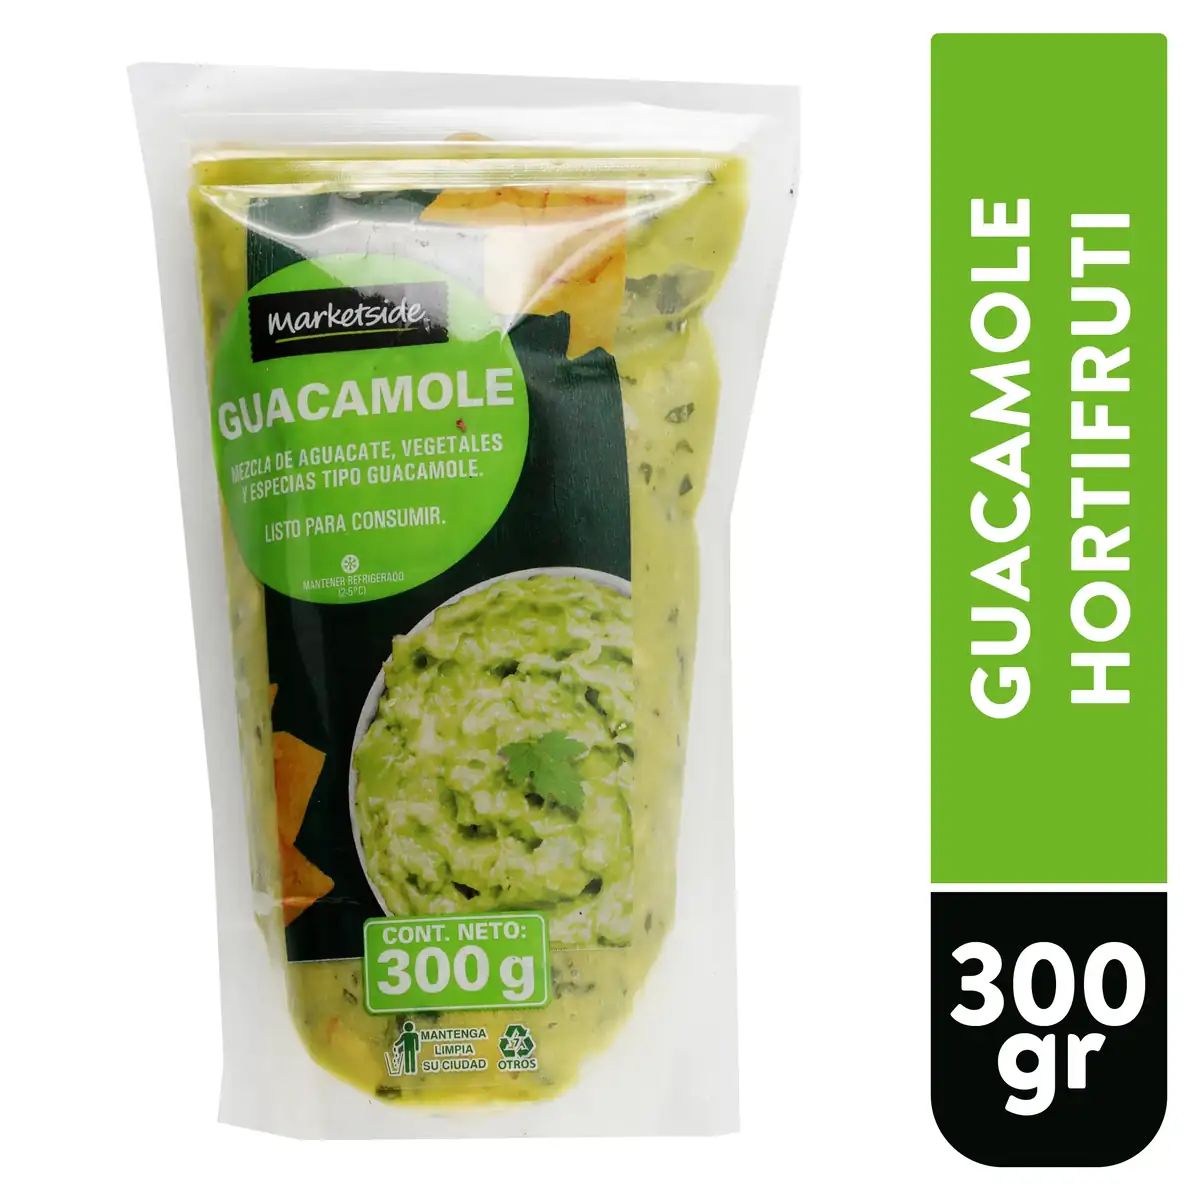 marketside
GUACAMOLE
MEZCLA DE AGUACATE, VEGETALES
Y ESPECIAS TIPO GUACAMOLE.
LISTO PARA CONSUMIR.
MANTENER REFRIGERADO
(2-5°C)
CONT. NETO:
300 g
MANTENGA
LIMPIA
SU CIUDAD
7
OTROS
GUACAMOLE
HORTIFRUTI
300
gr